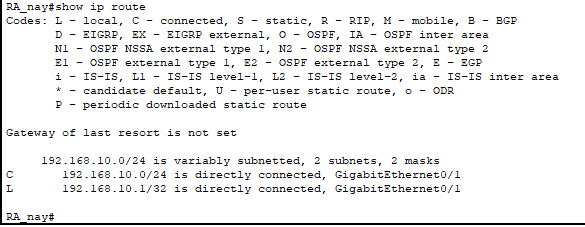 RA_nay#show ip route
Codes: L - local, C - connected, S - static, R - RIP, M - mobile, B - BGP
D - EIGRP, EX - EIGRP external, O - OSPF, IA - OSPF inter area
N1 - OSPF NSSA external type 1, N2 - OSPF NSSA external type 2
E1 - OSPF external type 1, E2 - OSPF external type 2, E - EGP
i - IS-IS, L1 - IS-IS level-1, L2 - IS-IS level-2, ia - IS-IS inter area
* - candidate default, U - per-user static route, o - ODR
P - periodic downloaded static route
Gateway of last resort is not set
192.168.10.0/24 is variably subnetted, 2 subnets, 2 masks
C 192.168.10.0/24 is directly connected, GigabitEthernet0/1
L 192.168.10.1/32 is directly connected, GigabitEthernet0/1
RA_nay#